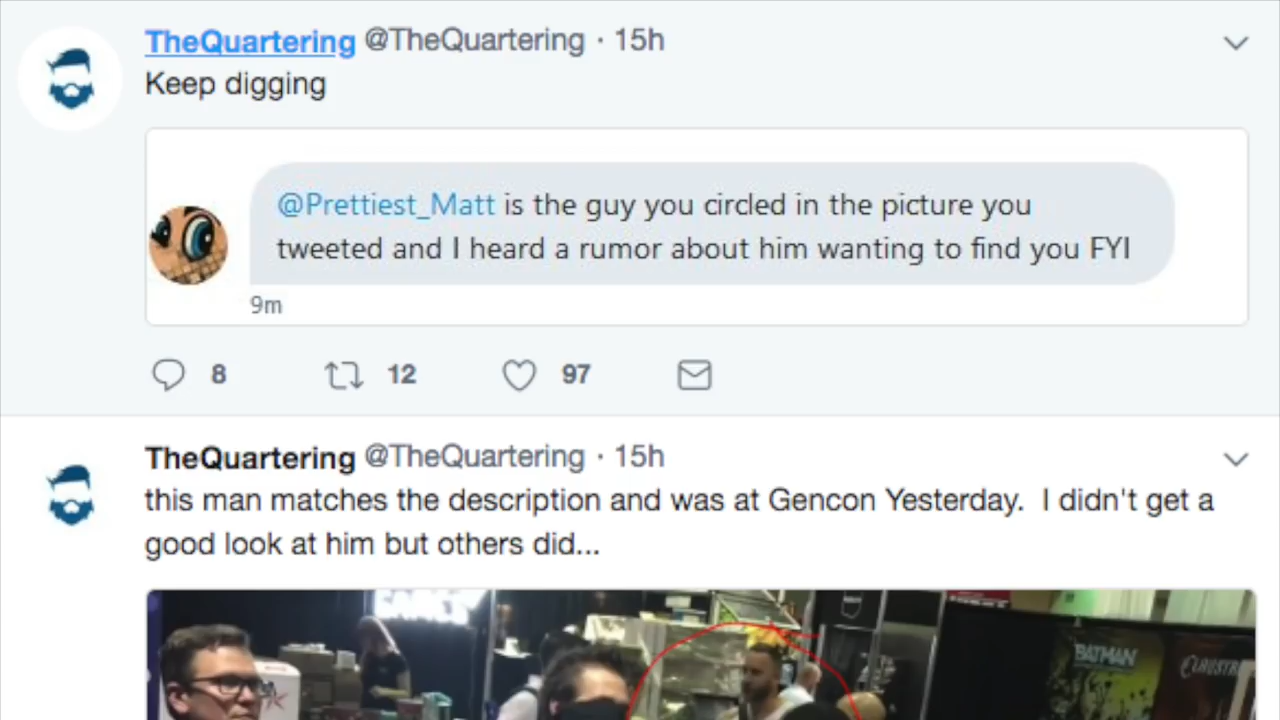 TheQuartering @TheQuartering · 15h
Keep digging
@Prettiest_Matt is the guy you circled in the picture you
tweeted and I heard a rumor about him wanting to find you FYI
9m
8 12 97
TheQuartering @TheQuartering · 15h
this man matches the description and was at Gencon Yesterday. I didn't get a
good look at him but others did...
BATMAN